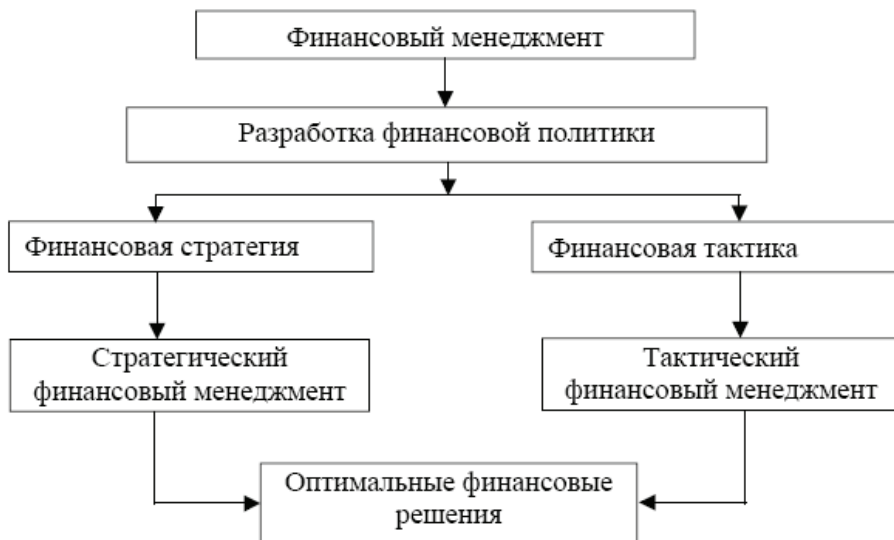 Финансовый менеджмент
Разработка финансовой политики
Финансовая стратегия
Финансовая тактика
Стратегический
финансовый менеджмент
Тактический
финансовый менеджмент
Оптимальные финансовые
решения